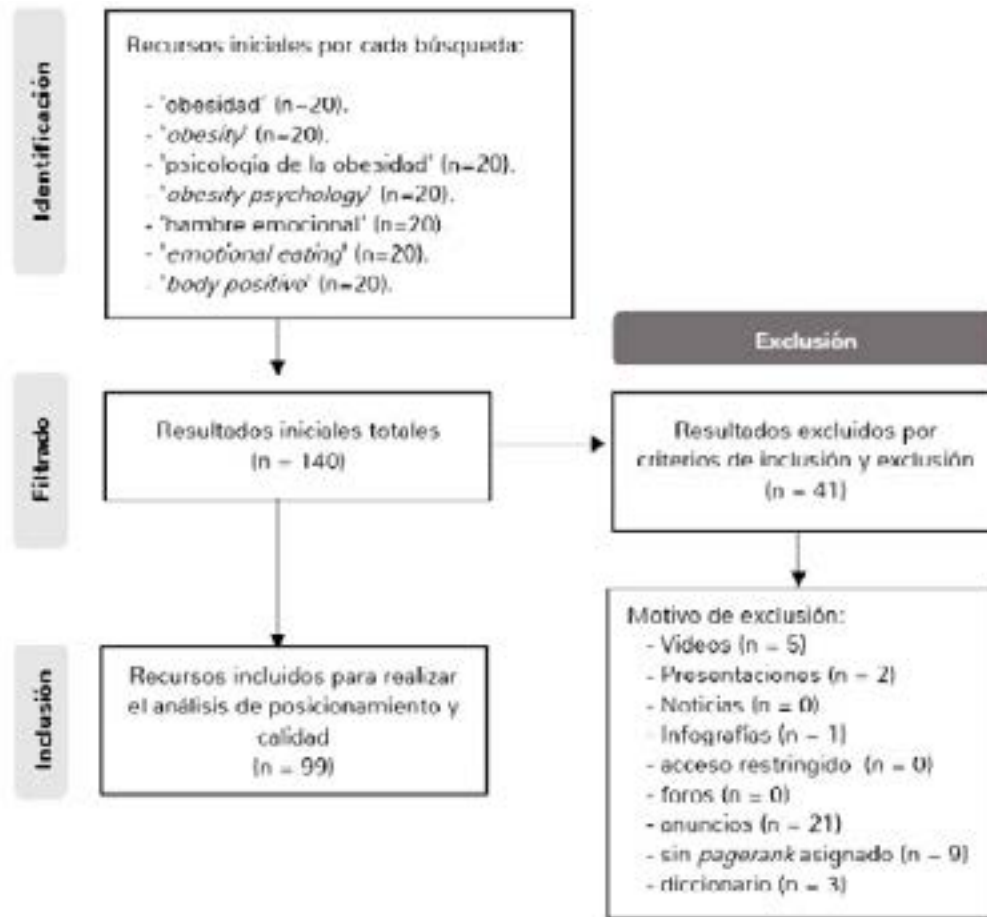 Identificación
Recursos iniciales por cada búsqueda:
- 'obesidad' (n=20).
- 'obesity' (n=20).
- 'psicología de la obesidad' (n=20).
- 'obesity psychology' (n=20).
- 'hambre emocional' (n=20)
- 'emotional eating' (n=20).
- 'body positive' (n=20).
Exclusión
Filtrado
Resultados iniciales totales
(n = 140)
Resultados excluidos por
criterios de inclusión y exclusión
(n = 41)
Inclusión
Recursos incluidos para realizar
el análisis de posicionamiento y
calidad
(n = 99)
Motivo de exclusión:
- Videos (n = 5)
- Presentaciones (n = 2)
- Noticias (n = 0)
- Infografías (n = 1)
- acceso restringido (n = 0)
- foros (n = 0)
- anuncios (n = 21)
- sin pagerank asignado (n = 9)
- diccionario (n = 3)